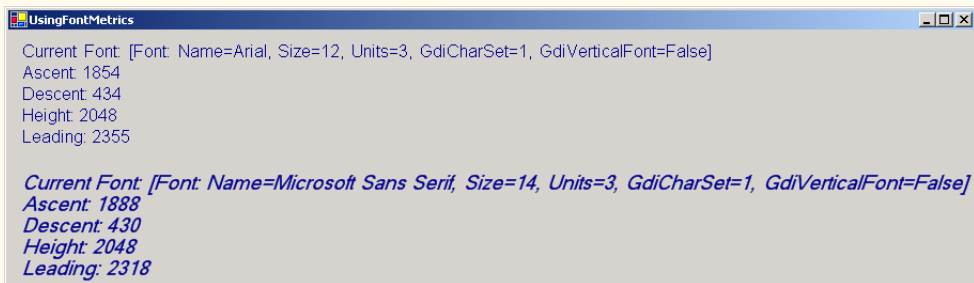 UsingFontMetrics
Current Font: [Font: Name=Arial, Size=12, Units=3, GdiCharSet=1, GdiVerticalFont=False]
Ascent: 1854
Descent: 434
Height: 2048
Leading: 2355
Current Font: [Font: Name=Microsoft Sans Serif, Size=14, Units=3, GdiCharSet=1, GdiVerticalFont=False]
Ascent: 1888
Descent: 430
Height: 2048
Leading: 2318